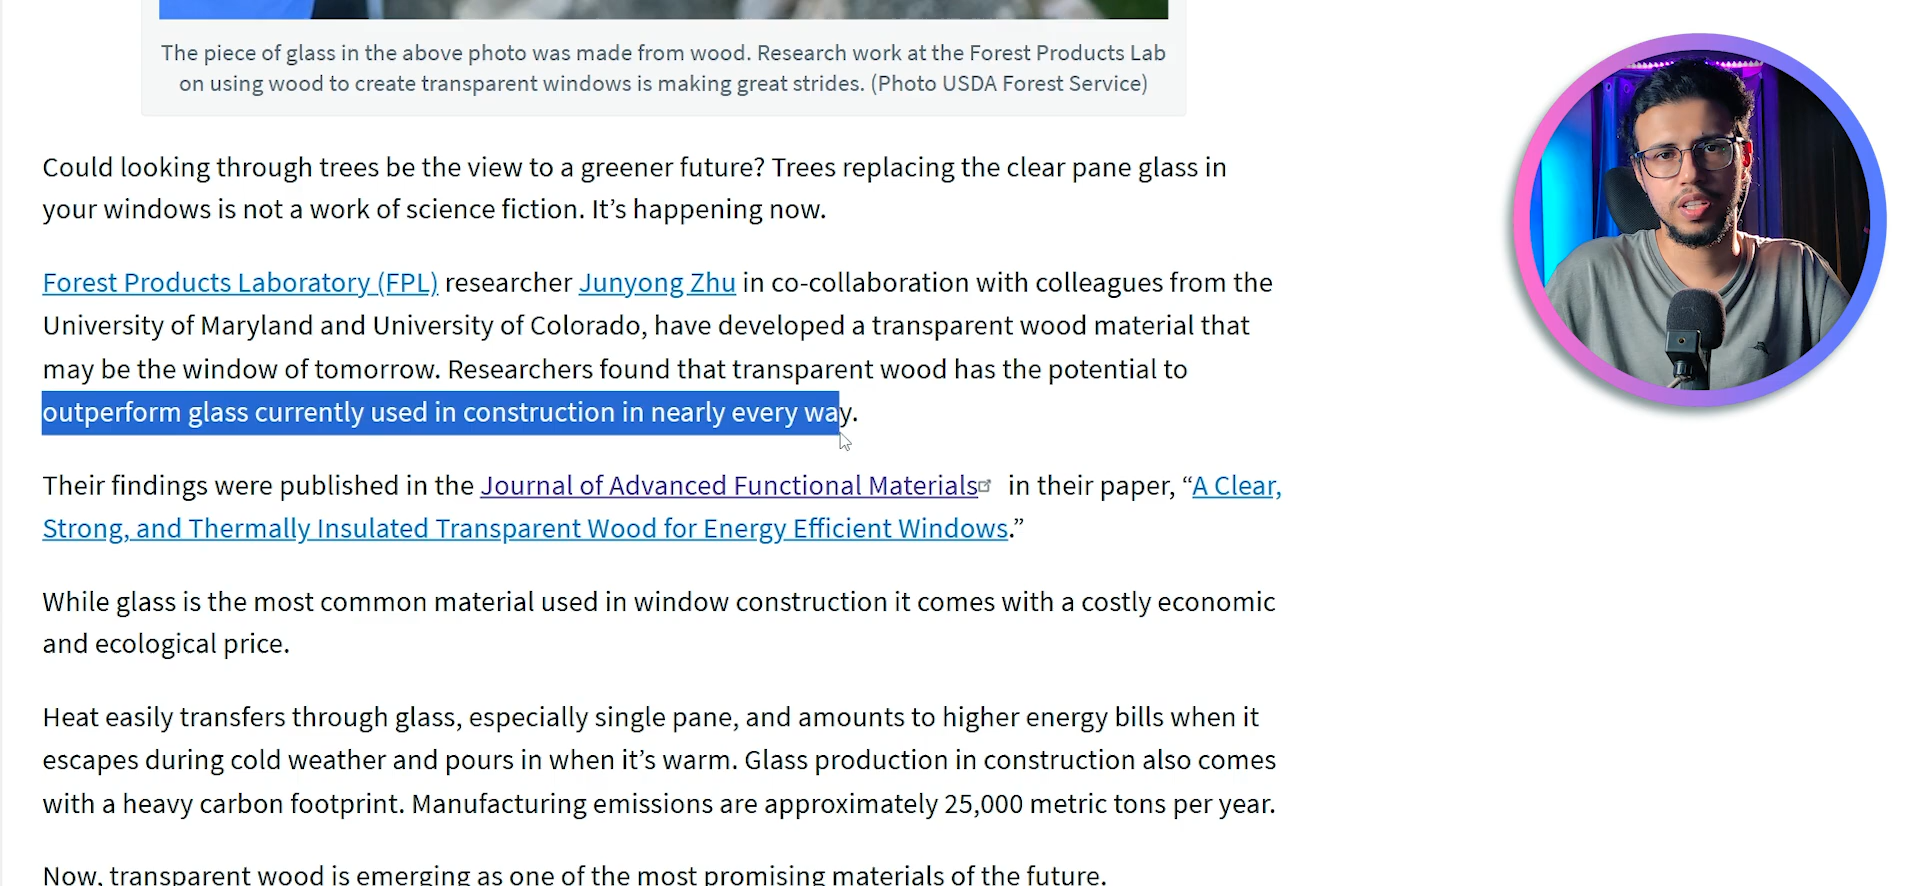 The piece of glass in the above photo was made from wood. Research work at the Forest Products Lab
on using wood to create transparent windows is making great strides. (Photo USDA Forest Service)
Could looking through trees be the view to a greener future? Trees replacing the clear pane glass in
your windows is not a work of science fiction. It’s happening now.
Forest Products Laboratory (FPL) researcher Junyong Zhu in co-collaboration with colleagues from the
University of Maryland and University of Colorado, have developed a transparent wood material that
may be the window of tomorrow. Researchers found that transparent wood has the potential to
outperform glass currently used in construction in nearly every way.
Their findings were published in the Journal of Advanced Functional Materials in their paper, “A Clear,
Strong, and Thermally Insulated Transparent Wood for Energy Efficient Windows.”
While glass is the most common material used in window construction it comes with a costly economic
and ecological price.
Heat easily transfers through glass, especially single pane, and amounts to higher energy bills when it
escapes during cold weather and pours in when it’s warm. Glass production in construction also comes
with a heavy carbon footprint. Manufacturing emissions are approximately 25,000 metric tons per year.
Now, transparent wood is emerging as one of the most promising materials of the future.